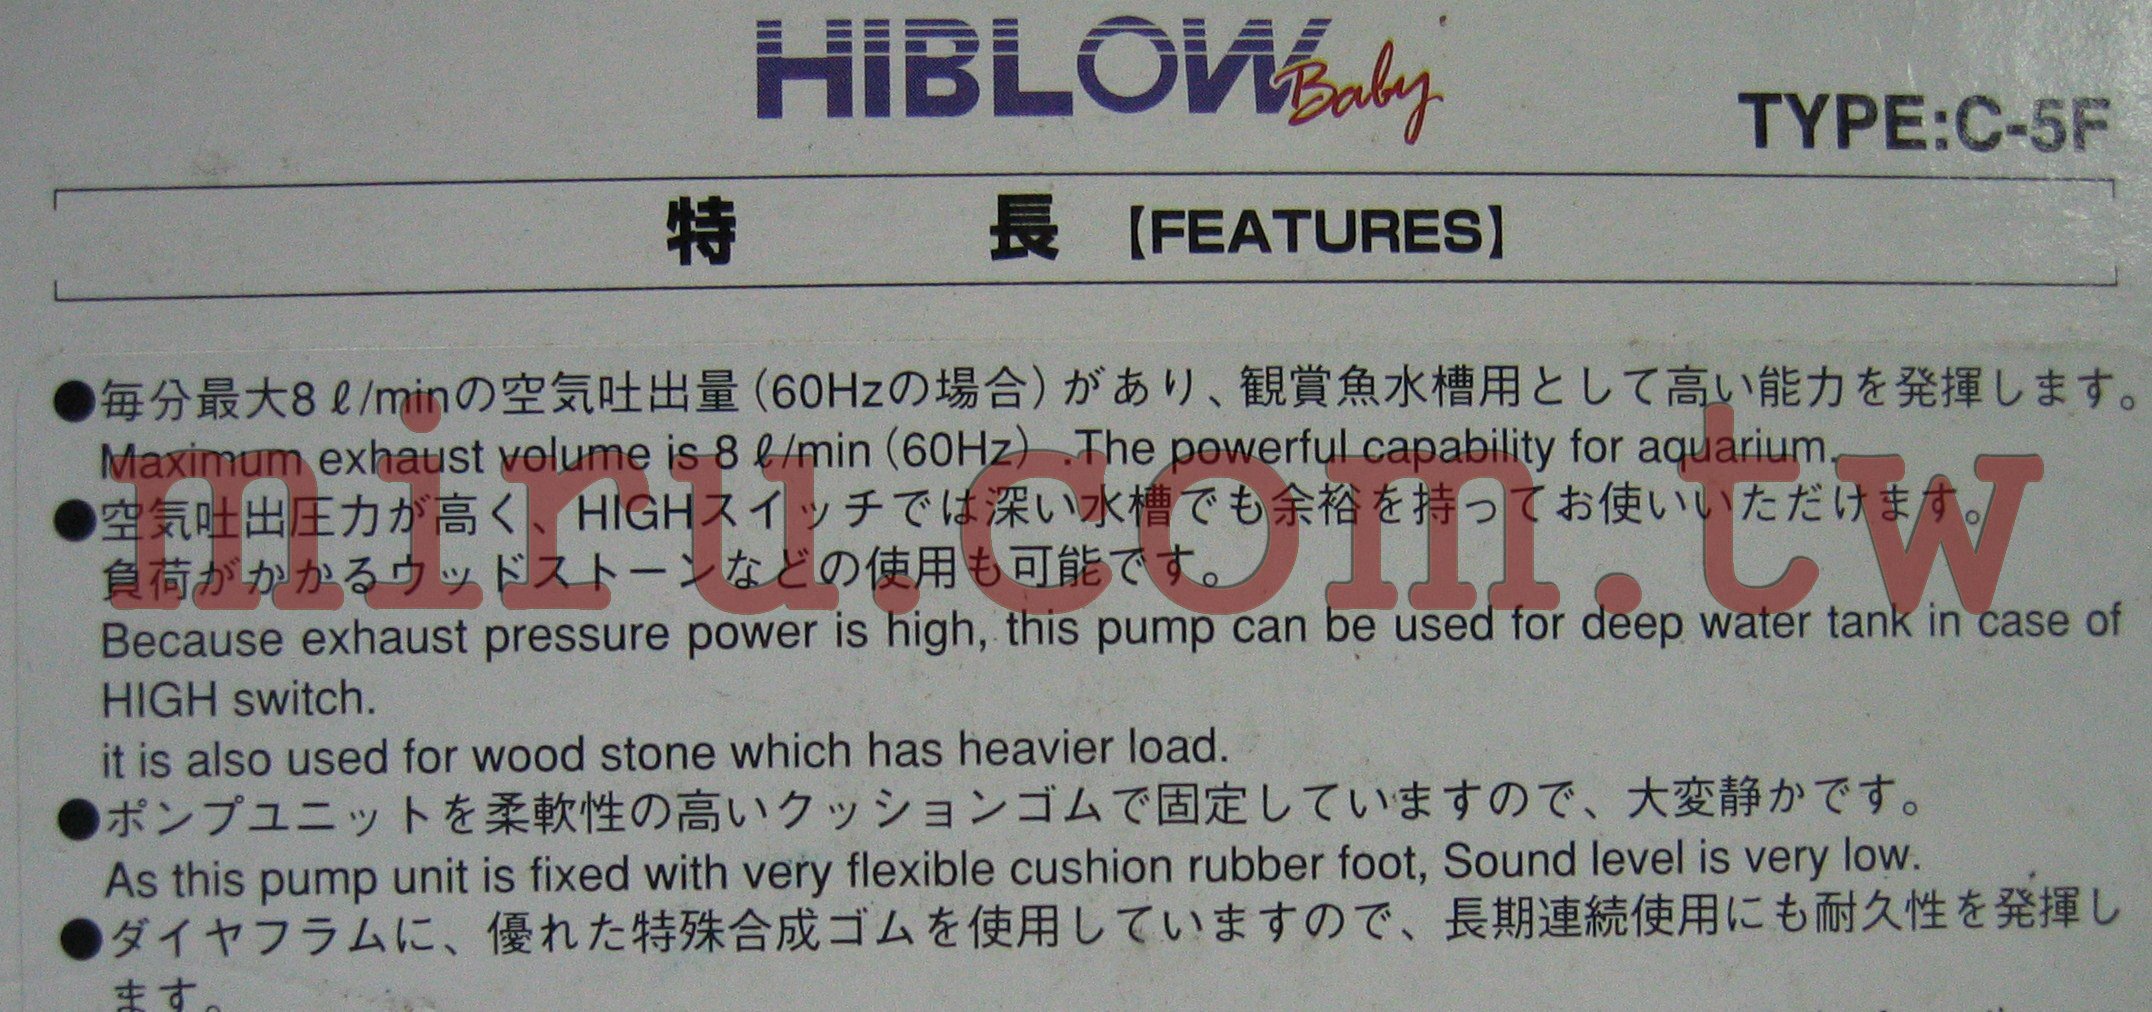 HIBLOW Baby
TYPE:C-5F
特 長 【FEATURES】
●毎分最大8ℓ/minの空気吐出量(60Hzの場合)があり、観賞魚水槽用として高い能力を発揮します。
Maximum exhaust volume is 8 ℓ/min(60Hz) .The powerful capability for aquarium.
●空気吐出圧力が高く、HIGHスイッチでは深い水槽でも余裕を持ってお使いいただけます。
負荷がかかるウッドストーンなどの使用も可能です。
miru.com.tw
Because exhaust pressure power is high, this pump can be used for deep water tank in case of
HIGH switch.
it is also used for wood stone which has heavier load.
●ポンプユニットを柔軟性の高いクッションゴムで固定していますので、大変静かです。
As this pump unit is fixed with very flexible cushion rubber foot, Sound level is very low.
●ダイヤフラムに、優れた特殊合成ゴムを使用していますので、長期連続使用にも耐久性を発揮し
ます。